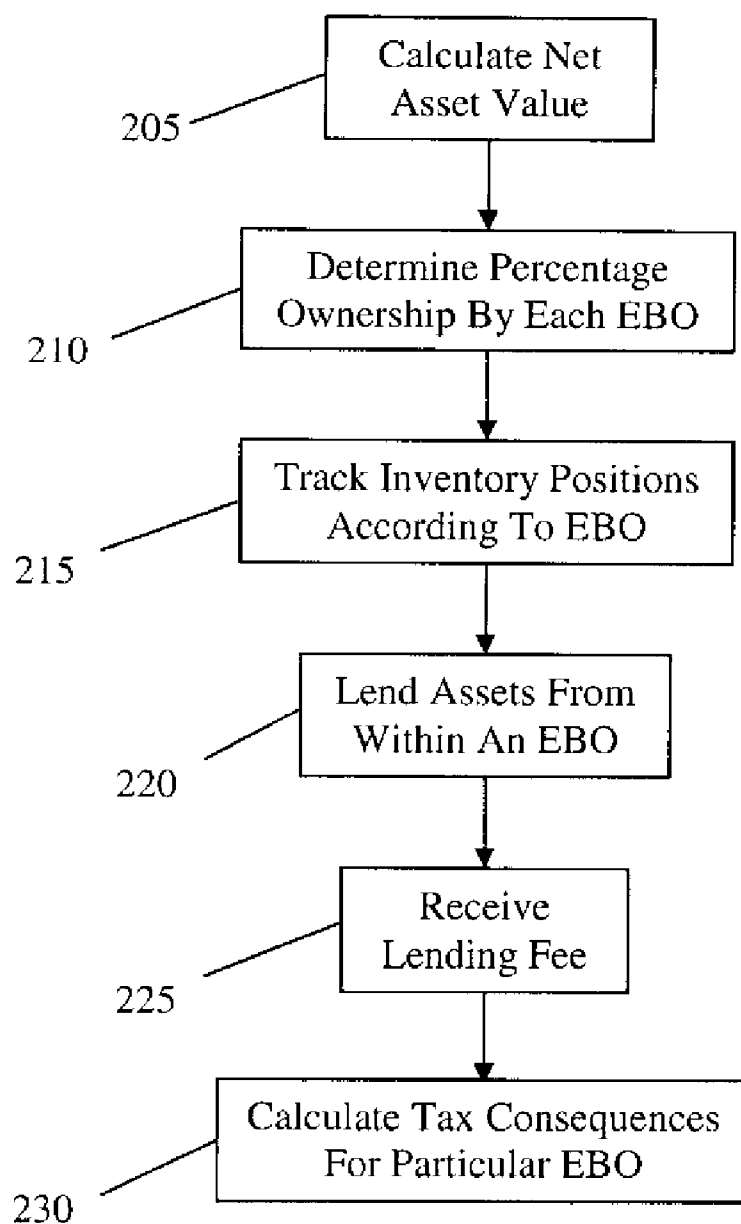 Calculate Net
Asset Value
205
Determine Percentage
Ownership By Each EBO
210
Track Inventory Positions
According To EBO
215
Lend Assets From
Within An EBO
220
Receive
Lending Fee
225
Calculate Tax Consequences
For Particular EBO
230